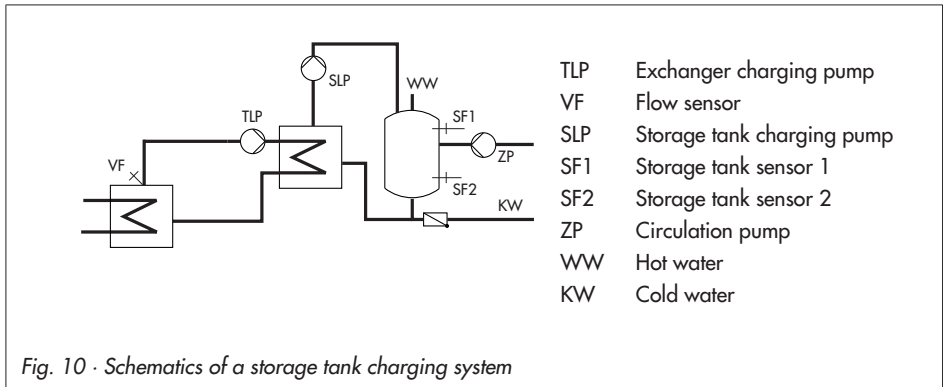 SLP
WW
TLP
SF1
VF
ZP
SF2
KW
TLP Exchanger charging pump
VF Flow sensor
SLP Storage tank charging pump
SF1 Storage tank sensor 1
SF2 Storage tank sensor 2
ZP Circulation pump
WW Hot water
KW Cold water
Fig. 10 · Schematics of a storage tank charging system